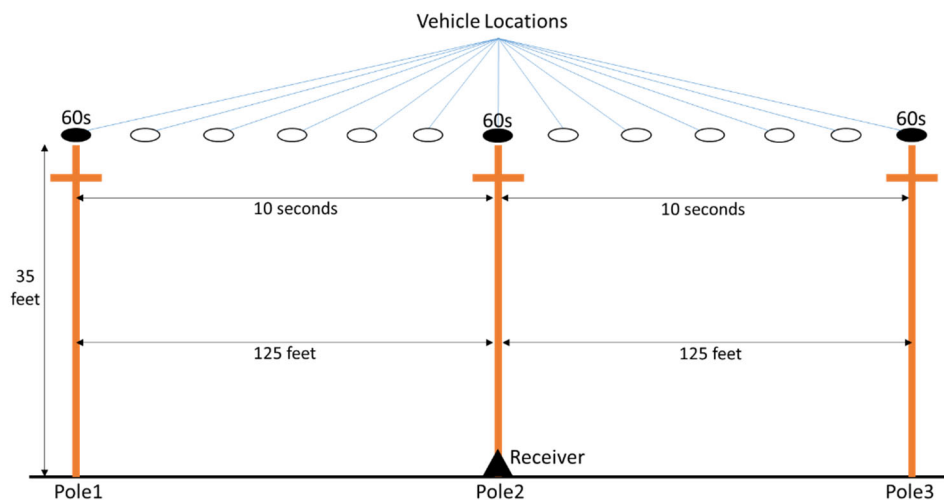 Vehicle Locations
60s
60s
60s
10 seconds
10 seconds
35
feet
125 feet
125 feet
Receiver
Pole1
Pole2
Pole3